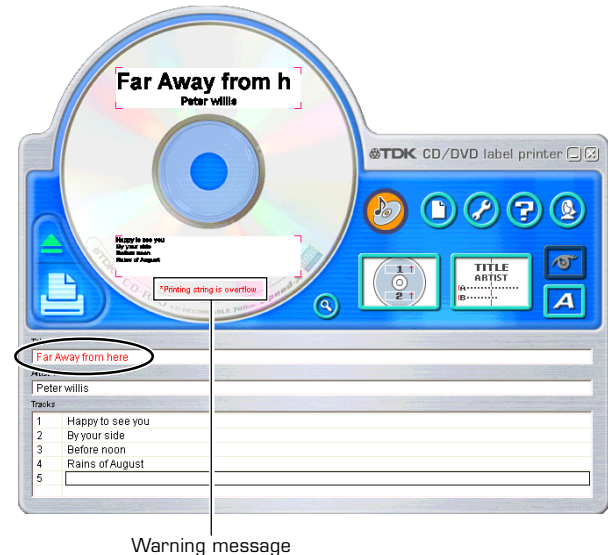 Far Away from h
Peter willis
TDK CD/DVD label printer
Happy to see you
By your side
Before noon
Rains of August
*Printing string is overflow
1 ↑
2 ↑
TITLE
ARTIST
A
B
A
Far Away from here
Peter willis
Tracks
1 Happy to see you
2 By your side
3 Before noon
4 Rains of August
5
Warning message